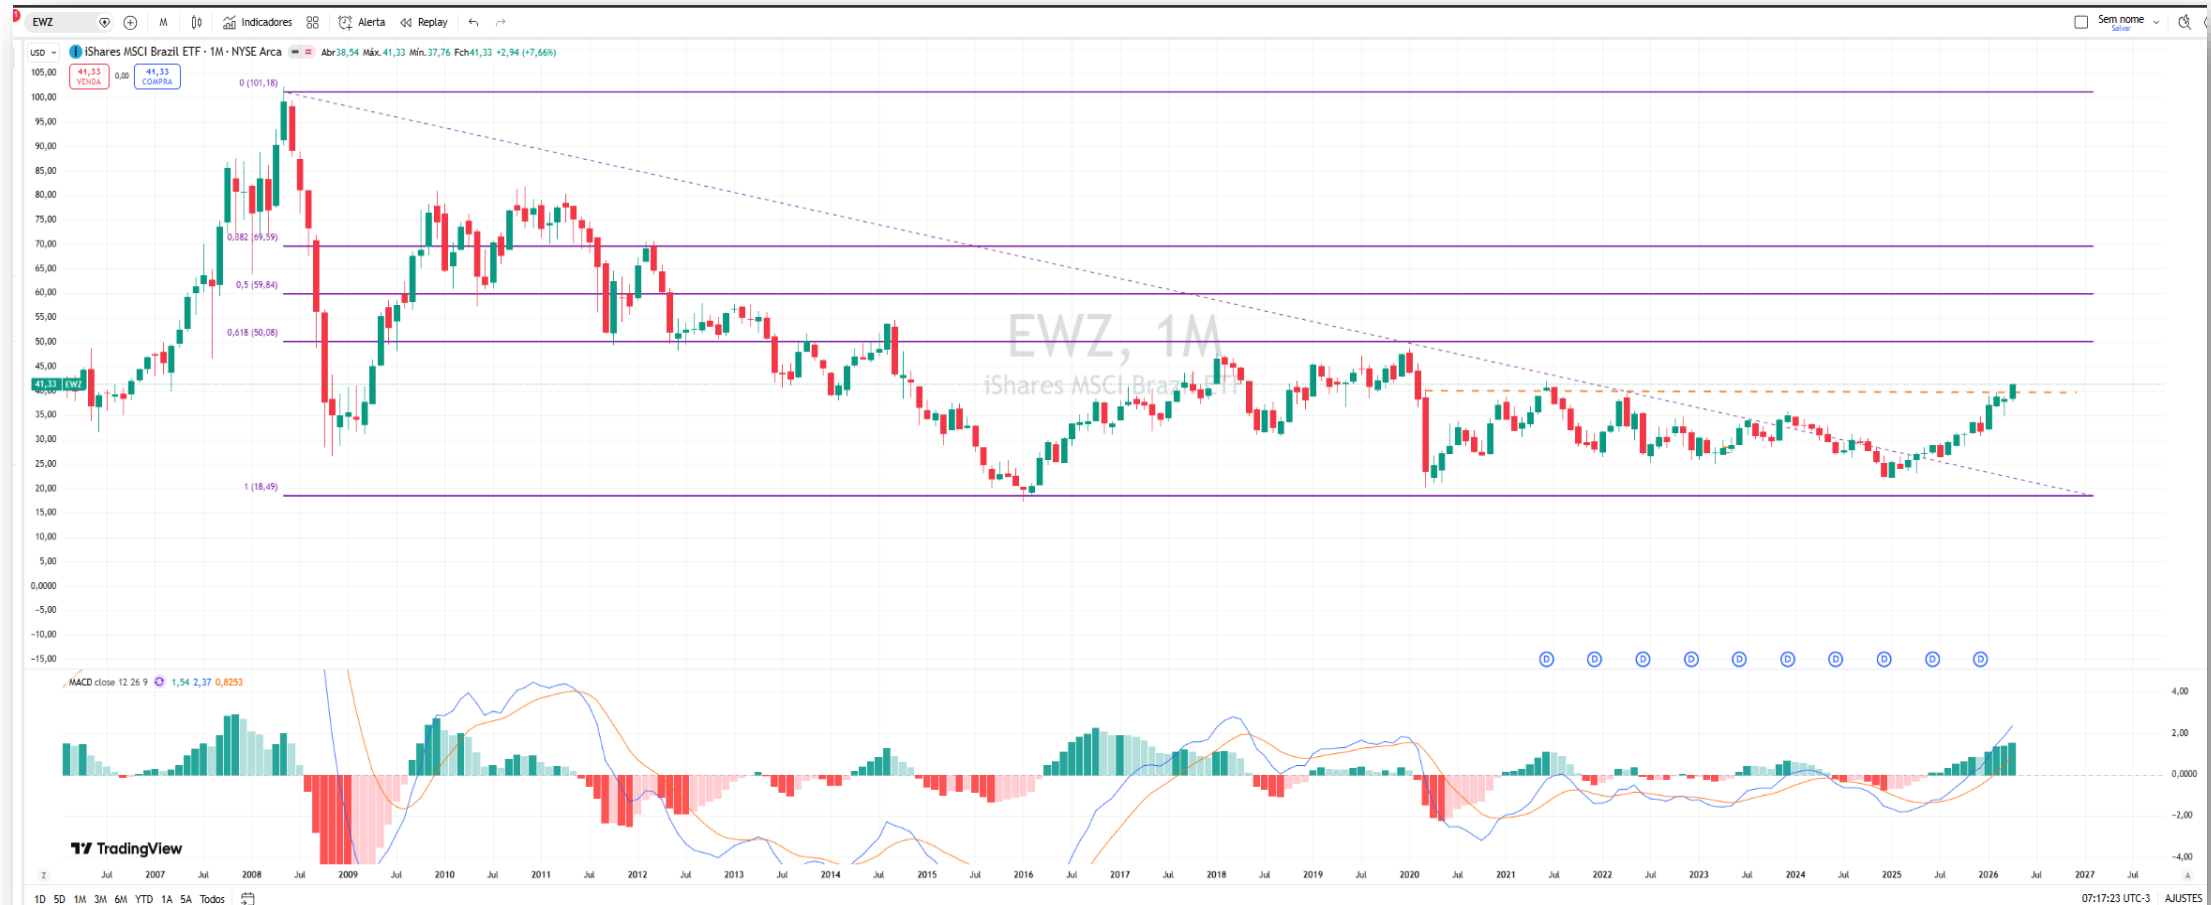 1
EWZ M Indicadores Alerta Replay Sem nome
Salvar
USD iShares MSCI Brazil ETF · 1M · NYSE Arca Abr38,54 Máx.41,33 Mín.37,76 Fch41,33 +2,94 (+7,66%)
41,33 0,00 41,33
VENDA COMPRA
105,00
100,00
95,00
90,00
85,00
80,00
75,00
70,00
65,00
60,00
55,00
50,00
45,00
41,33 EWZ
40,00
35,00
30,00
25,00
20,00
15,00
10,00
5,00
0,0000
−5,00
−10,00
−15,00
0 (101,18)
0,382 (69,59)
0,5 (59,84)
0,618 (50,08)
1 (18,49)
EWZ, 1M
iShares MSCI Brazil ETF
D D D D D D D D D D
MACD close 12 26 9 1,54 2,37 0,8253
4,00
2,00
0,0000
−2,00
−4,00
TradingView
Z Jul 2007 Jul 2008 Jul 2009 Jul 2010 Jul 2011 Jul 2012 Jul 2013 Jul 2014 Jul 2015 Jul 2016 Jul 2017 Jul 2018 Jul 2019 Jul 2020 Jul 2021 Jul 2022 Jul 2023 Jul 2024 Jul 2025 Jul 2026 Jul 2027 Jul A
1D 5D 1M 3M 6M YTD 1A 5A Todos 07:17:23 UTC-3 AJUSTES